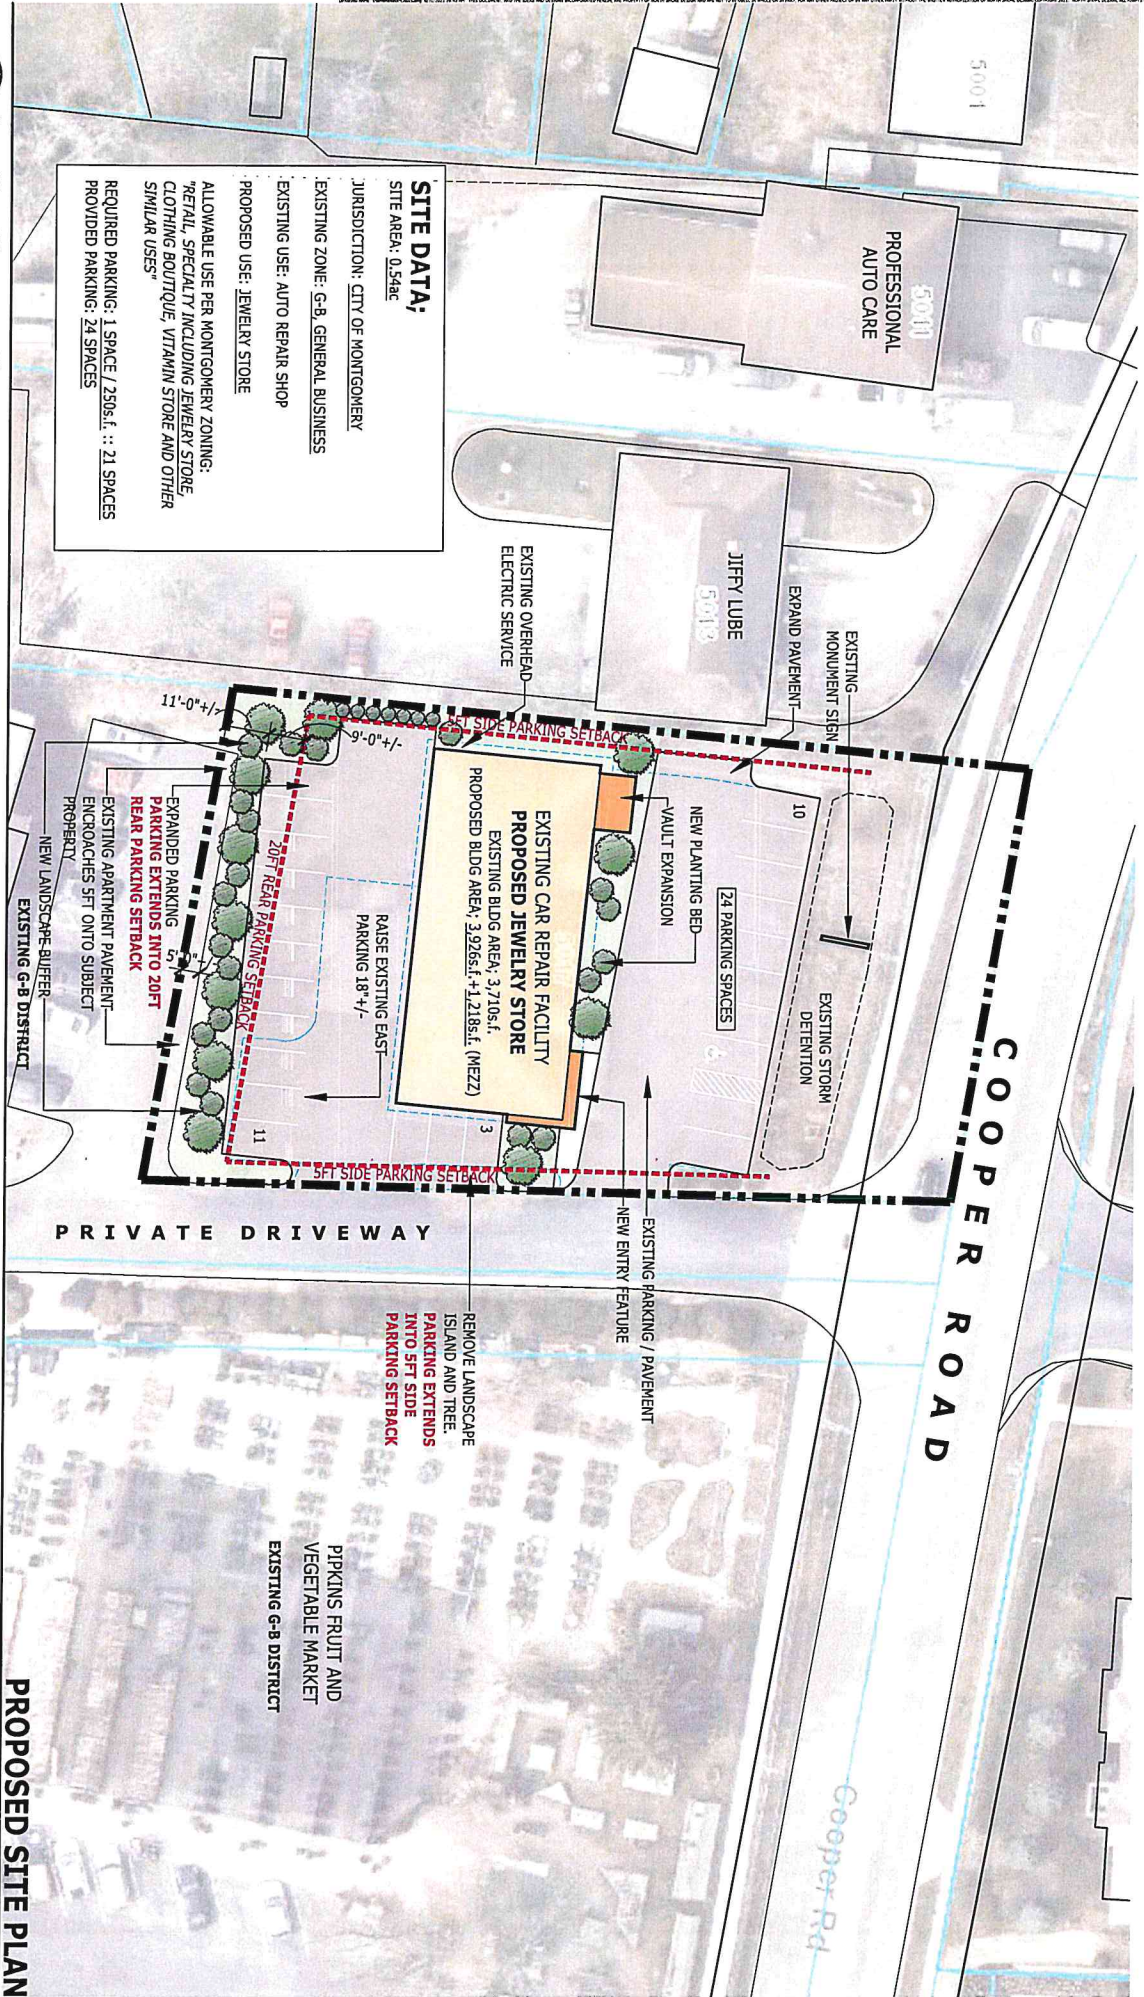 5001
5011
PROFESSIONAL
AUTO CARE
SITE DATA;
SITE AREA: 0.54ac
JURISDICTION: CITY OF MONTGOMERY
EXISTING ZONE: G-B, GENERAL BUSINESS
EXISTING USE: AUTO REPAIR SHOP
PROPOSED USE: JEWELRY STORE
ALLOWABLE USE PER MONTGOMERY ZONING:
"RETAIL, SPECIALTY INCLUDING JEWELRY STORE,
CLOTHING BOUTIQUE, VITAMIN STORE AND OTHER
SIMILAR USES"
REQUIRED PARKING: 1 SPACE / 250s.f. :: 21 SPACES
PROVIDED PARKING: 24 SPACES
JIFFY LUBE
EXISTING OVERHEAD
ELECTRIC SERVICE
EXPAND PAVEMENT
EXISTING
MONUMENT SIGN
5FT SIDE PARKING SETBACK
11'-0"+/-
9'-0"+/-
10
NEW PLANTING BED
VAULT EXPANSION
24 PARKING SPACES
EXISTING STORM
DETENTION
EXISTING CAR REPAIR FACILITY
PROPOSED JEWELRY STORE
EXISTING BLDG AREA; 3,710s.f.
PROPOSED BLDG AREA; 3,926s.f.+1,218s.f. (MEZZ)
RAISE EXISTING EAST
PARKING 18"+/-
20FT REAR PARKING SETBACK
EXPANDED PARKING
PARKING EXTENDS INTO 20FT
REAR PARKING SETBACK
EXISTING APARTMENT PAVEMENT
ENCROACHES 5FT ONTO SUBJECT
PROPERTY
NEW LANDSCAPE BUFFER
EXISTING G-B DISTRICT
11
3
5FT SIDE PARKING SETBACK
COOPER ROAD
PRIVATE DRIVEWAY
EXISTING PARKING / PAVEMENT
NEW ENTRY FEATURE
REMOVE LANDSCAPE
ISLAND AND TREE.
PARKING EXTENDS
INTO 5FT SIDE
PARKING SETBACK
PIPKINS FRUIT AND
VEGETABLE MARKET
EXISTING G-B DISTRICT
Cooper Rd
PROPOSED SITE PLAN